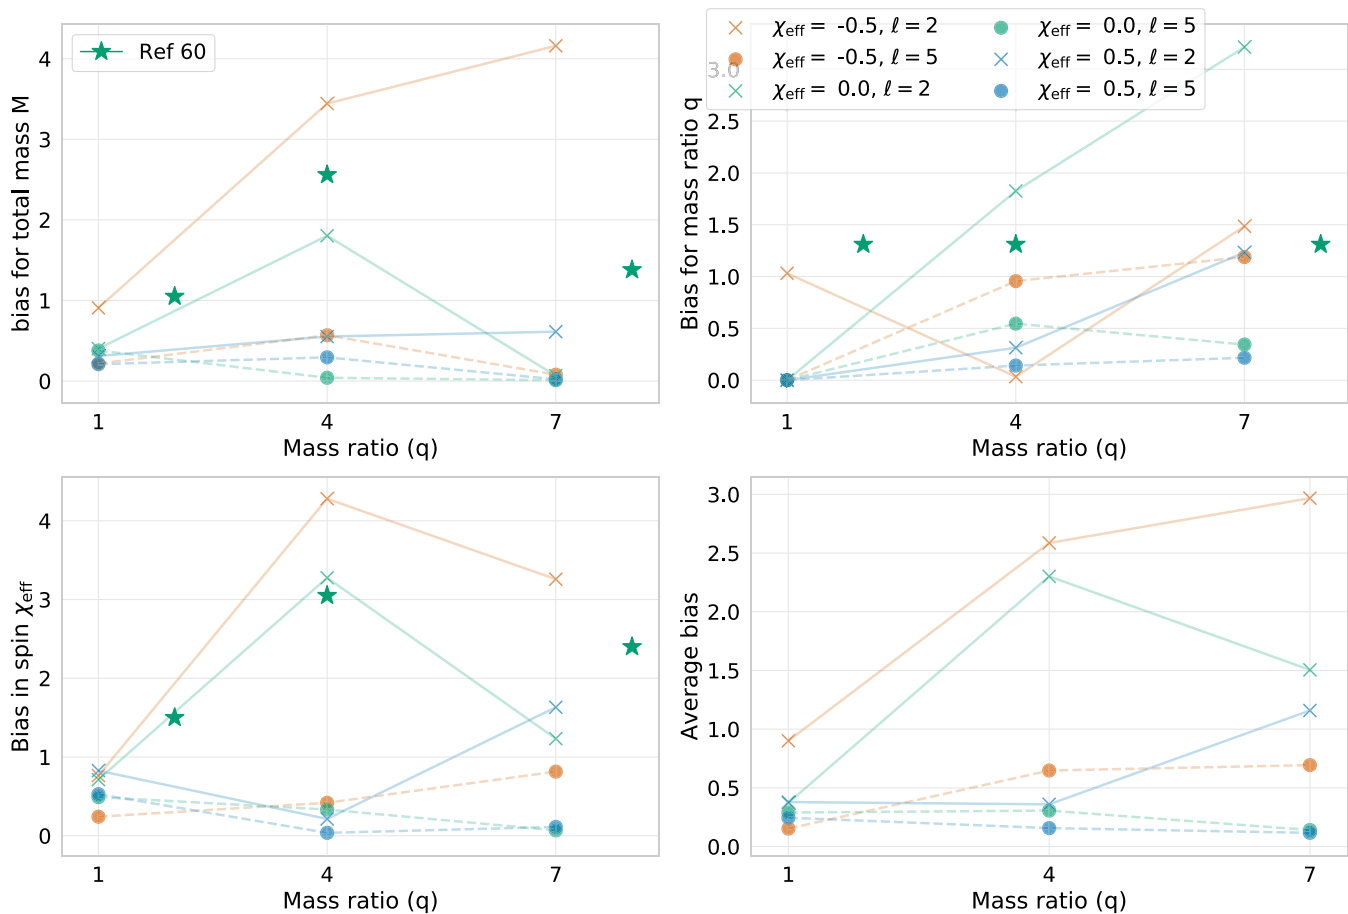 Ref 60
4
3
2
1
0
bias for total mass M
1 4 7
Mass ratio (q)
χeff = -0.5, ℓ = 2
χeff = -0.5, ℓ = 5
χeff = 0.0, ℓ = 2
χeff = 0.0, ℓ = 5
χeff = 0.5, ℓ = 2
χeff = 0.5, ℓ = 5
3.0
2.5
2.0
1.5
1.0
0.5
0.0
Bias for mass ratio q
1 4 7
Mass ratio (q)
4
3
2
1
0
Bias in spin χeff
1 4 7
Mass ratio (q)
3.0
2.5
2.0
1.5
1.0
0.5
0.0
Average bias
1 4 7
Mass ratio (q)